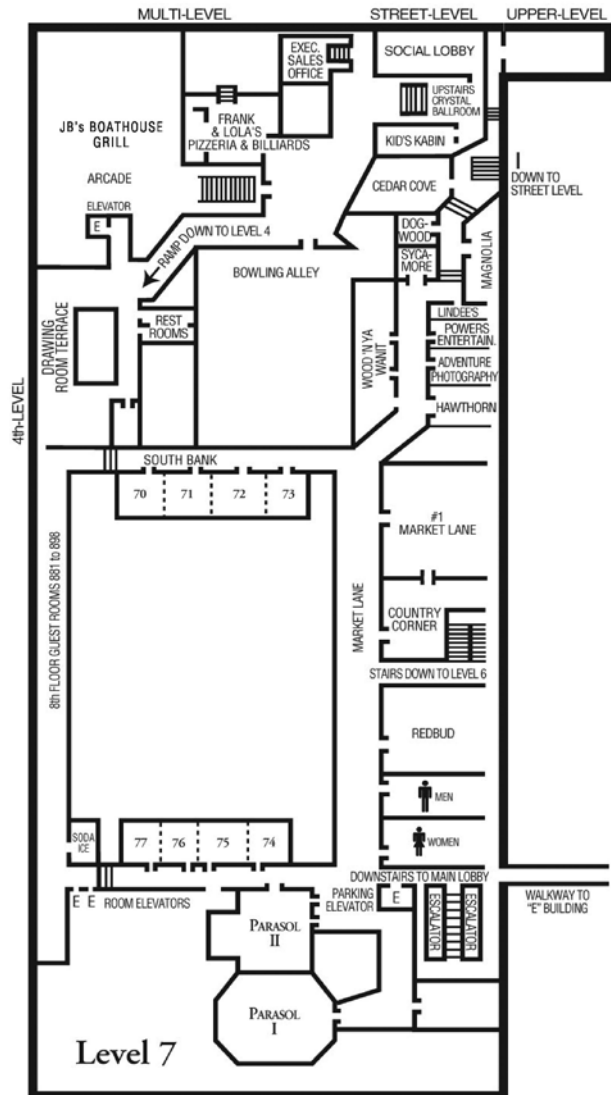 MULTI-LEVEL
STREET-LEVEL
UPPER-LEVEL
EXEC.
SALES
OFFICE
SOCIAL LOBBY
UPSTAIRS
CRYSTAL
BALLROOM
FRANK
& LOLA'S
PIZZERIA & BILLIARDS
JB's BOATHOUSE
GRILL
KID'S KABIN
DOWN TO
STREET LEVEL
ARCADE
CEDAR COVE
ELEVATOR
E
RAMP DOWN TO LEVEL 4
DOG-
WOOD
SYCA-
MORE
MAGNOLIA
BOWLING ALLEY
LINDEE'S
POWERS
ENTERTAIN.
REST
ROOMS
DRAWING
ROOM TERRACE
WOOD 'N YA
WANIT
ADVENTURE
PHOTOGRAPHY
HAWTHORN
4th-LEVEL
SOUTH BANK
70
71
72
73
#1
MARKET LANE
8th FLOOR GUEST ROOMS 881 to 898
MARKET LANE
COUNTRY
CORNER
STAIRS DOWN TO LEVEL 6
REDBUD
MEN
WOMEN
SODA
ICE
77
76
75
74
DOWNSTAIRS TO MAIN LOBBY
E E
ROOM ELEVATORS
PARKING
ELEVATOR
E
ESCALATOR
ESCALATOR
WALKWAY TO
"E" BUILDING
PARASOL
II
PARASOL
I
Level 7